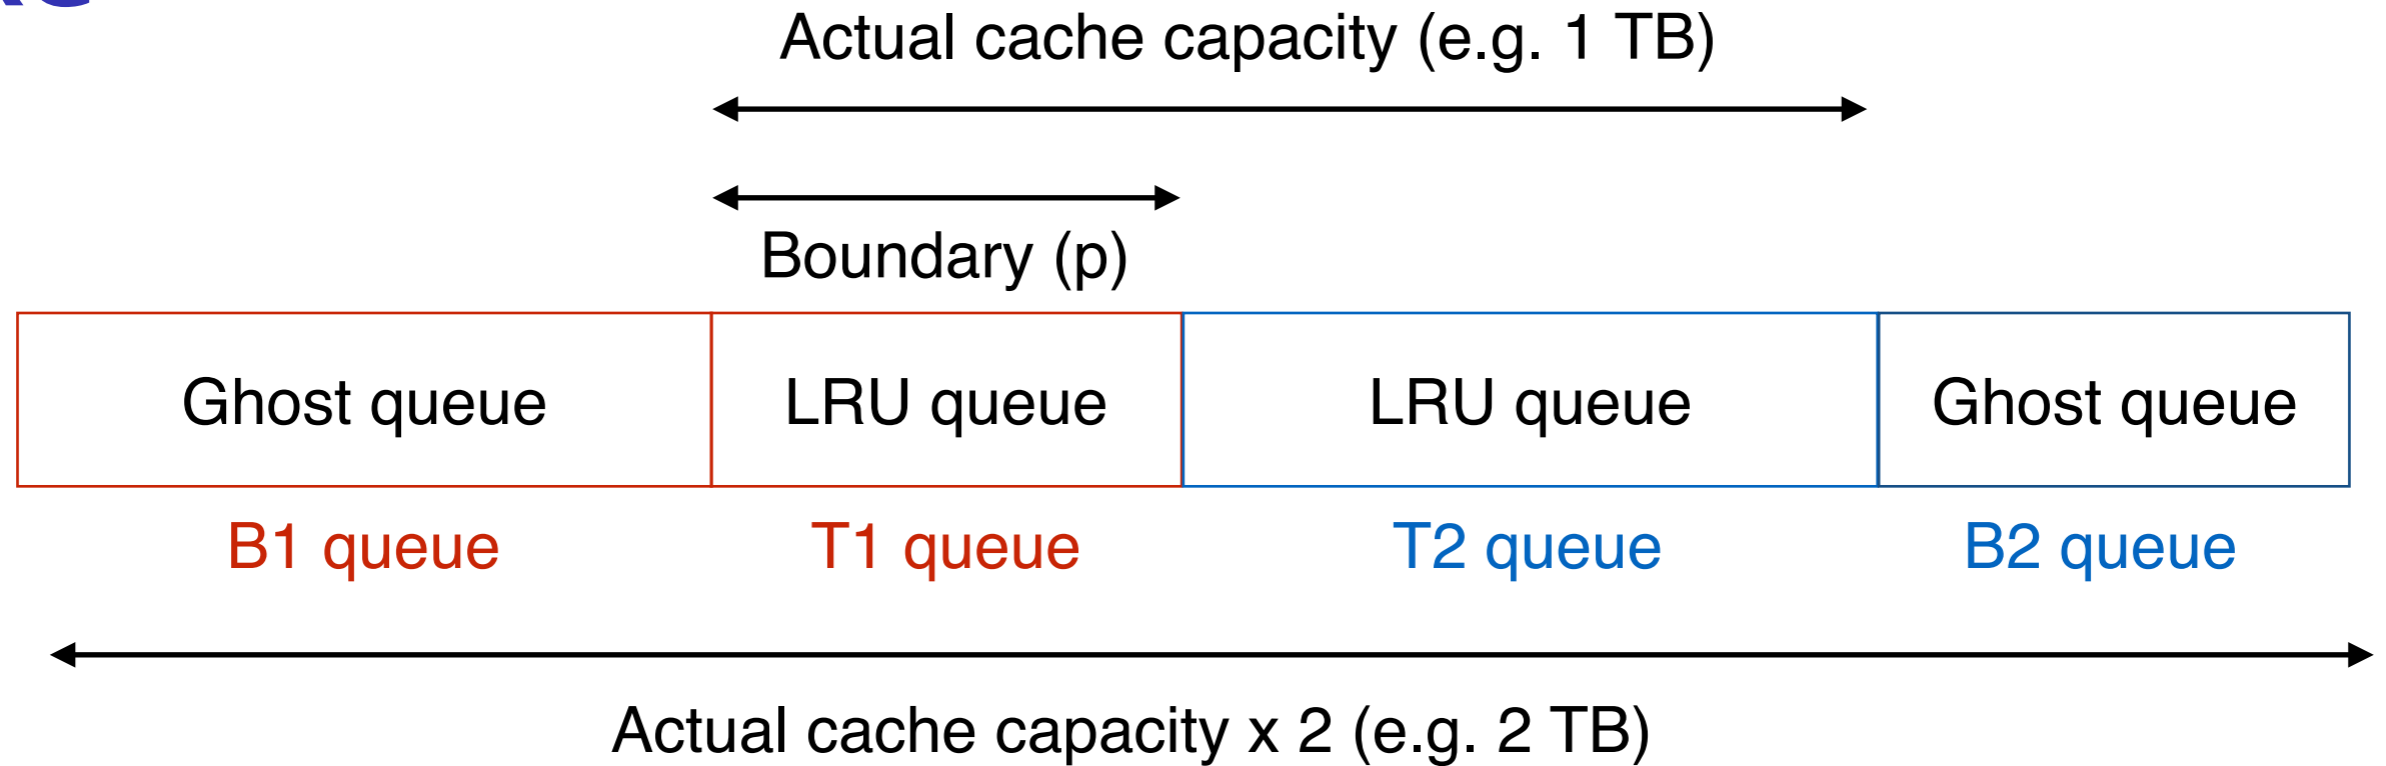 Actual cache capacity (e.g. 1 TB)
Boundary (p)
Ghost queue LRU queue LRU queue Ghost queue
B1 queue T1 queue T2 queue B2 queue
Actual cache capacity x 2 (e.g. 2 TB)